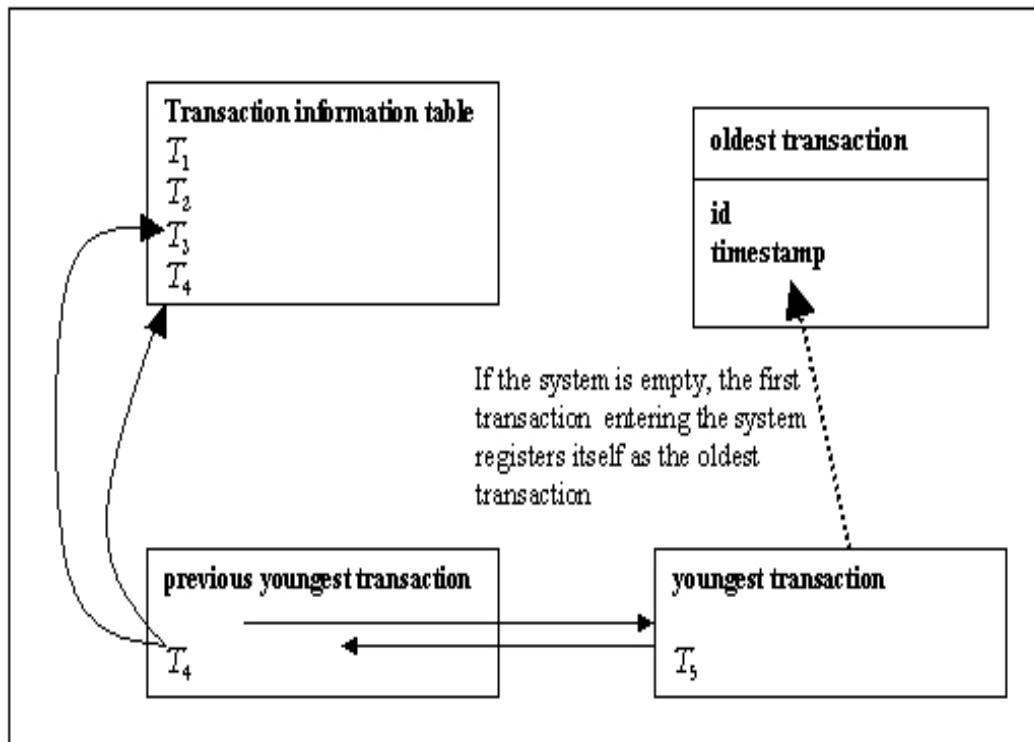 Transaction information table
T₁
T₂
T₃
T₄
oldest transaction
id
timestamp
If the system is empty, the first
transaction entering the system
registers itself as the oldest
transaction
previous youngest transaction
T₄
youngest transaction
T₅